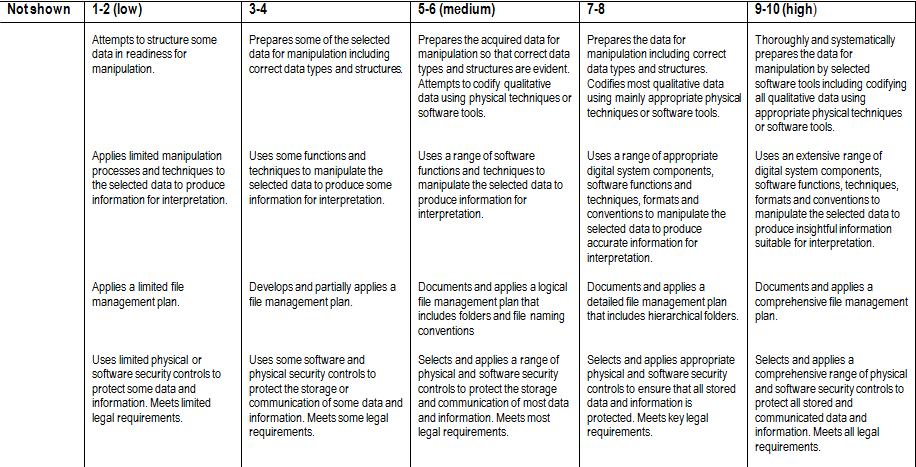 Not shown
1-2 (low)
3-4
5-6 (medium)
7-8
9-10 (high)
Attempts to structure some
data in readiness for
manipulation.
Prepares some of the selected
data for manipulation including
correct data types and structures.
Prepares the acquired data for
manipulation so that correct data
types and structures are evident.
Attempts to codify qualitative
data using physical techniques or
software tools.
Prepares the data for
manipulation including correct
data types and structures.
Codifies most qualitative data
using mainly appropriate physical
techniques or software tools.
Thoroughly and systematically
prepares the data for
manipulation by selected
software tools including codifying
all qualitative data using
appropriate physical techniques
or software tools.
Applies limited manipulation
processes and techniques to
the selected data to produce
information for interpretation.
Uses some functions and
techniques to manipulate the
selected data to produce some
information for interpretation.
Uses a range of software
functions and techniques to
manipulate the selected data to
produce information for
interpretation.
Uses a range of appropriate
digital system components,
software functions and
techniques, formats and
conventions to manipulate the
selected data to produce
accurate information for
interpretation.
Uses an extensive range of
digital system components,
software functions, techniques,
formats and conventions to
manipulate the selected data to
produce insightful information
suitable for interpretation.
Applies a limited file
management plan.
Develops and partially applies a
file management plan.
Documents and applies a logical
file management plan that
includes folders and file naming
conventions
Documents and applies a
detailed file management plan
that includes hierarchical folders.
Documents and applies a
comprehensive file management
plan.
Uses limited physical or
software security controls to
protect some data and
information. Meets limited
legal requirements.
Uses some software and
physical security controls to
protect the storage or
communication of some data and
information. Meets some legal
requirements.
Selects and applies a range of
physical and software security
controls to protect the storage
and communication of most data
and information. Meets most
legal requirements.
Selects and applies appropriate
physical and software security
controls to ensure that all stored
data and information is
protected. Meets key legal
requirements.
Selects and applies a
comprehensive range of physical
and software security controls to
protect all stored and
communicated data and
information. Meets all legal
requirements.